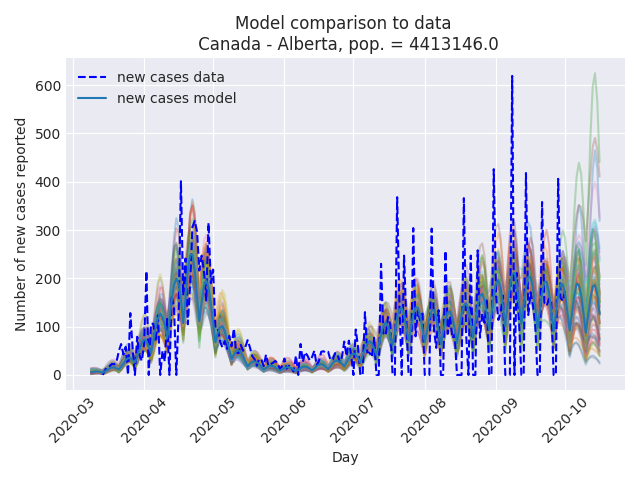 Model comparison to data
Canada - Alberta, pop. = 4413146.0
new cases data
new cases model
Number of new cases reported
600
500
400
300
200
100
0
2020-03
2020-04
2020-05
2020-06
2020-07
2020-08
2020-09
2020-10
Day